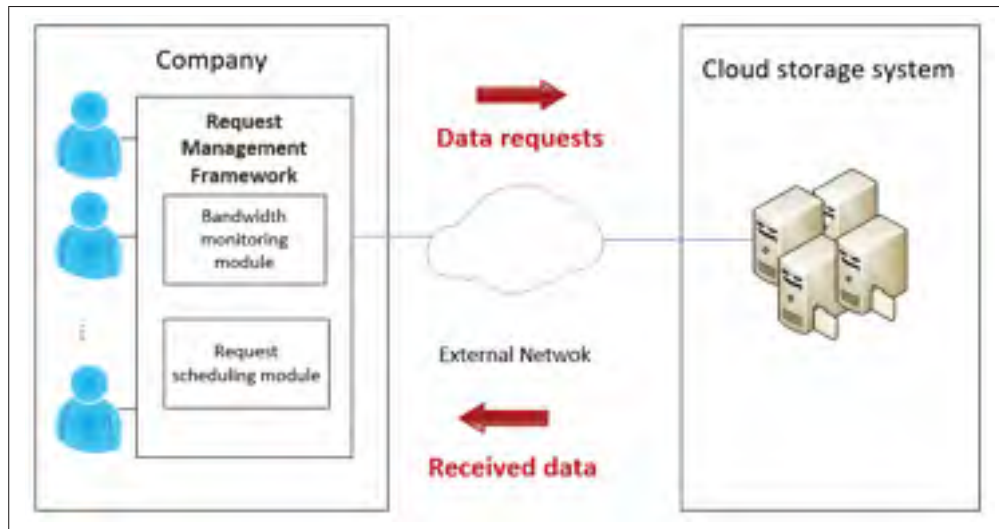 Company
Request
Management
Framework
Bandwidth
monitoring
module
...
Request
scheduling module
Data requests
External Netwok
Received data
Cloud storage system